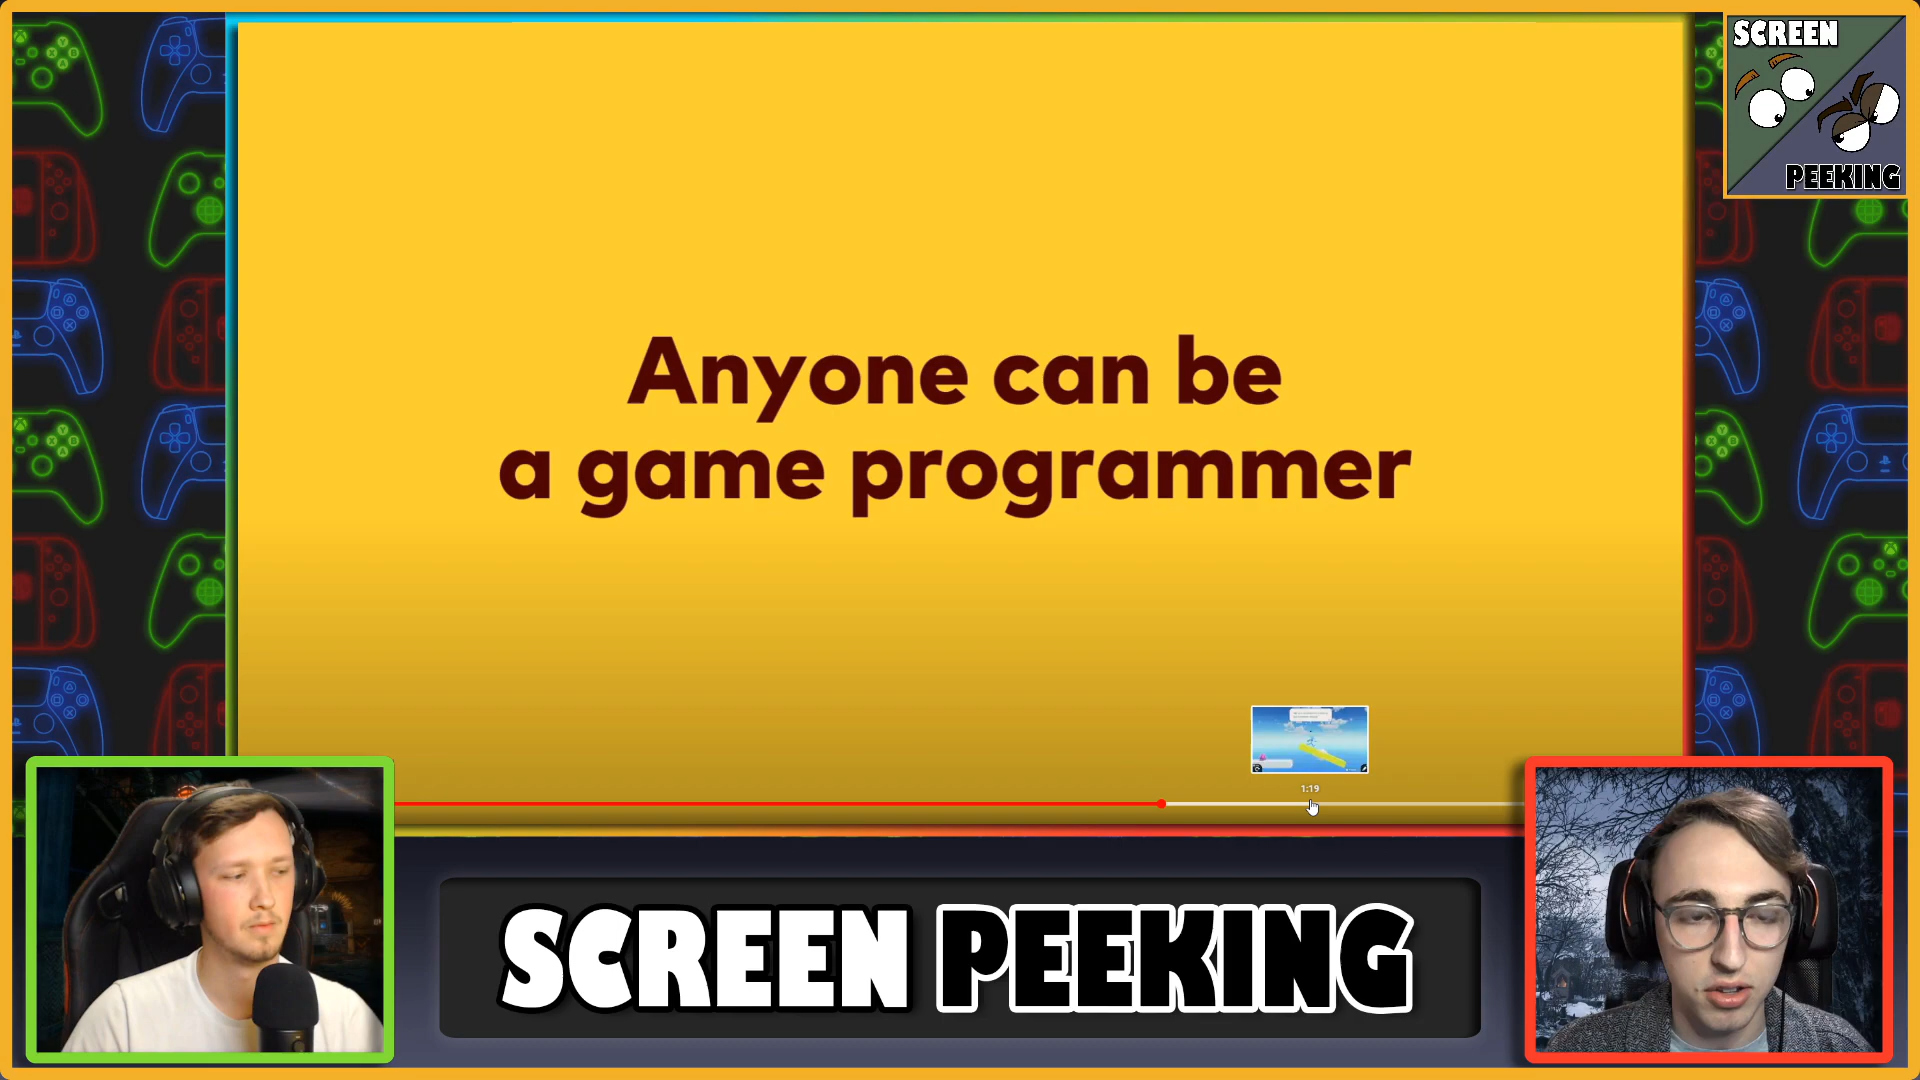 SCREEN
PEEKING
Anyone can be
a game programmer
1:19
SCREEN PEEKING